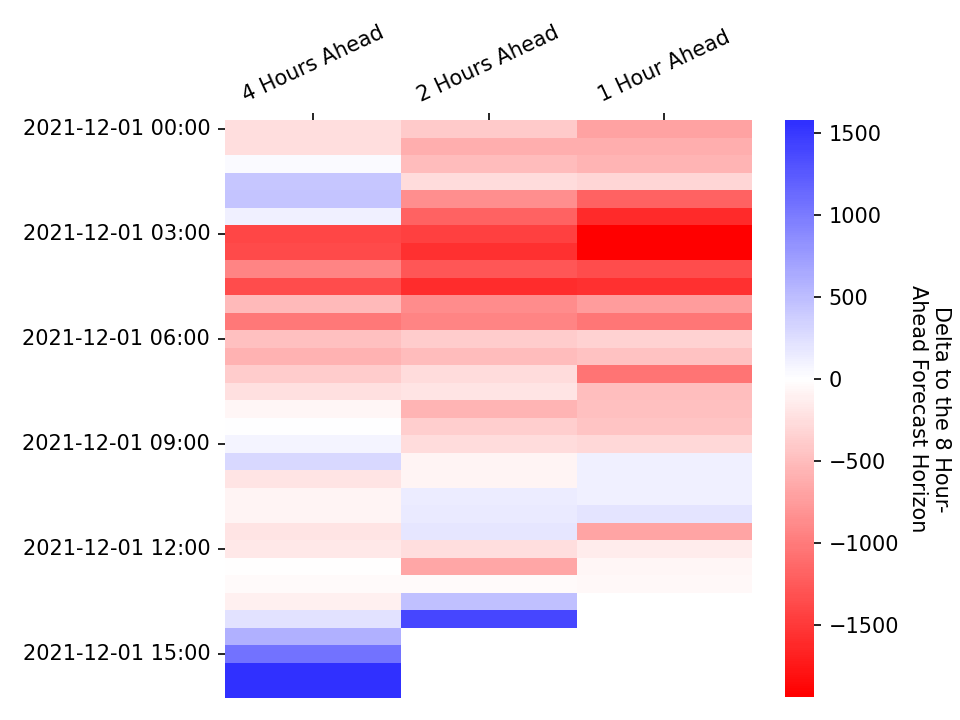 4 Hours Ahead
2 Hours Ahead
1 Hour Ahead
2021-12-01 00:00
2021-12-01 03:00
2021-12-01 06:00
2021-12-01 09:00
2021-12-01 12:00
2021-12-01 15:00
1500
1000
500
0
−500
−1000
−1500
Delta to the 8 Hour-
Ahead Forecast Horizon